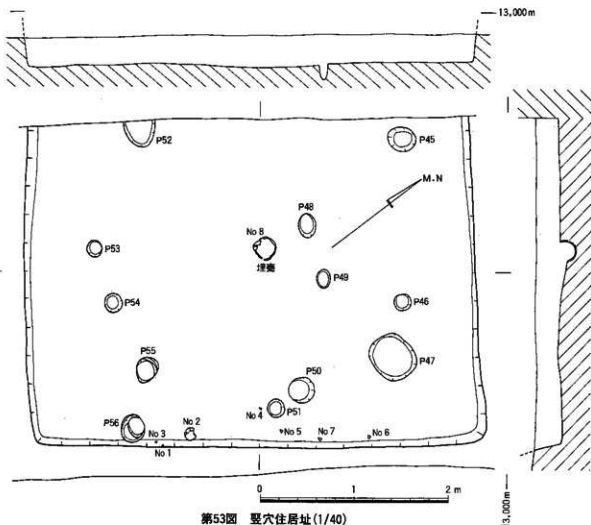 13,000m
P52
P45
M.N
P48
No 8
埋甕
P53
P49
P54
P46
P55
P47
P50
P56
No 3
No 2
No 4
P51
No 5
No 7
No 6
No 1
0 1 2m
13,000m
第53図 竪穴住居址(1/40)